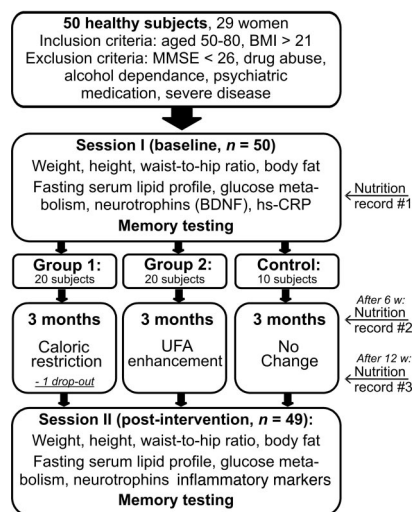 50 healthy subjects, 29 women
Inclusion criteria: aged 50-80, BMI > 21
Exclusion criteria: MMSE < 26, drug abuse,
alcohol dependance, psychiatric
medication, severe disease
Session I (baseline, n = 50)
Weight, height, waist-to-hip ratio, body fat
Fasting serum lipid profile, glucose meta-
bolism, neurotrophins (BDNF), hs-CRP
Memory testing
Nutrition
record #1
Group 1:
20 subjects
Group 2:
20 subjects
Control:
10 subjects
3 months
Caloric
restriction
- 1 drop-out
3 months
UFA
enhancement
3 months
No
Change
After 6 w:
Nutrition
record #2
After 12 w:
Nutrition
record #3
Session II (post-intervention, n = 49):
Weight, height, waist-to-hip ratio, body fat
Fasting serum lipid profile, glucose meta-
bolism, neurotrophins inflammatory markers
Memory testing